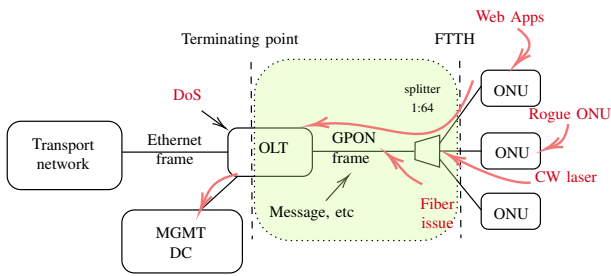 Web Apps
Terminating point
FTTH
splitter
1:64
ONU
DoS
Rogue ONU
Transport
network
Ethernet
frame
OLT
GPON
frame
ONU
CW laser
Message, etc
Fiber
issue
ONU
MGMT
DC